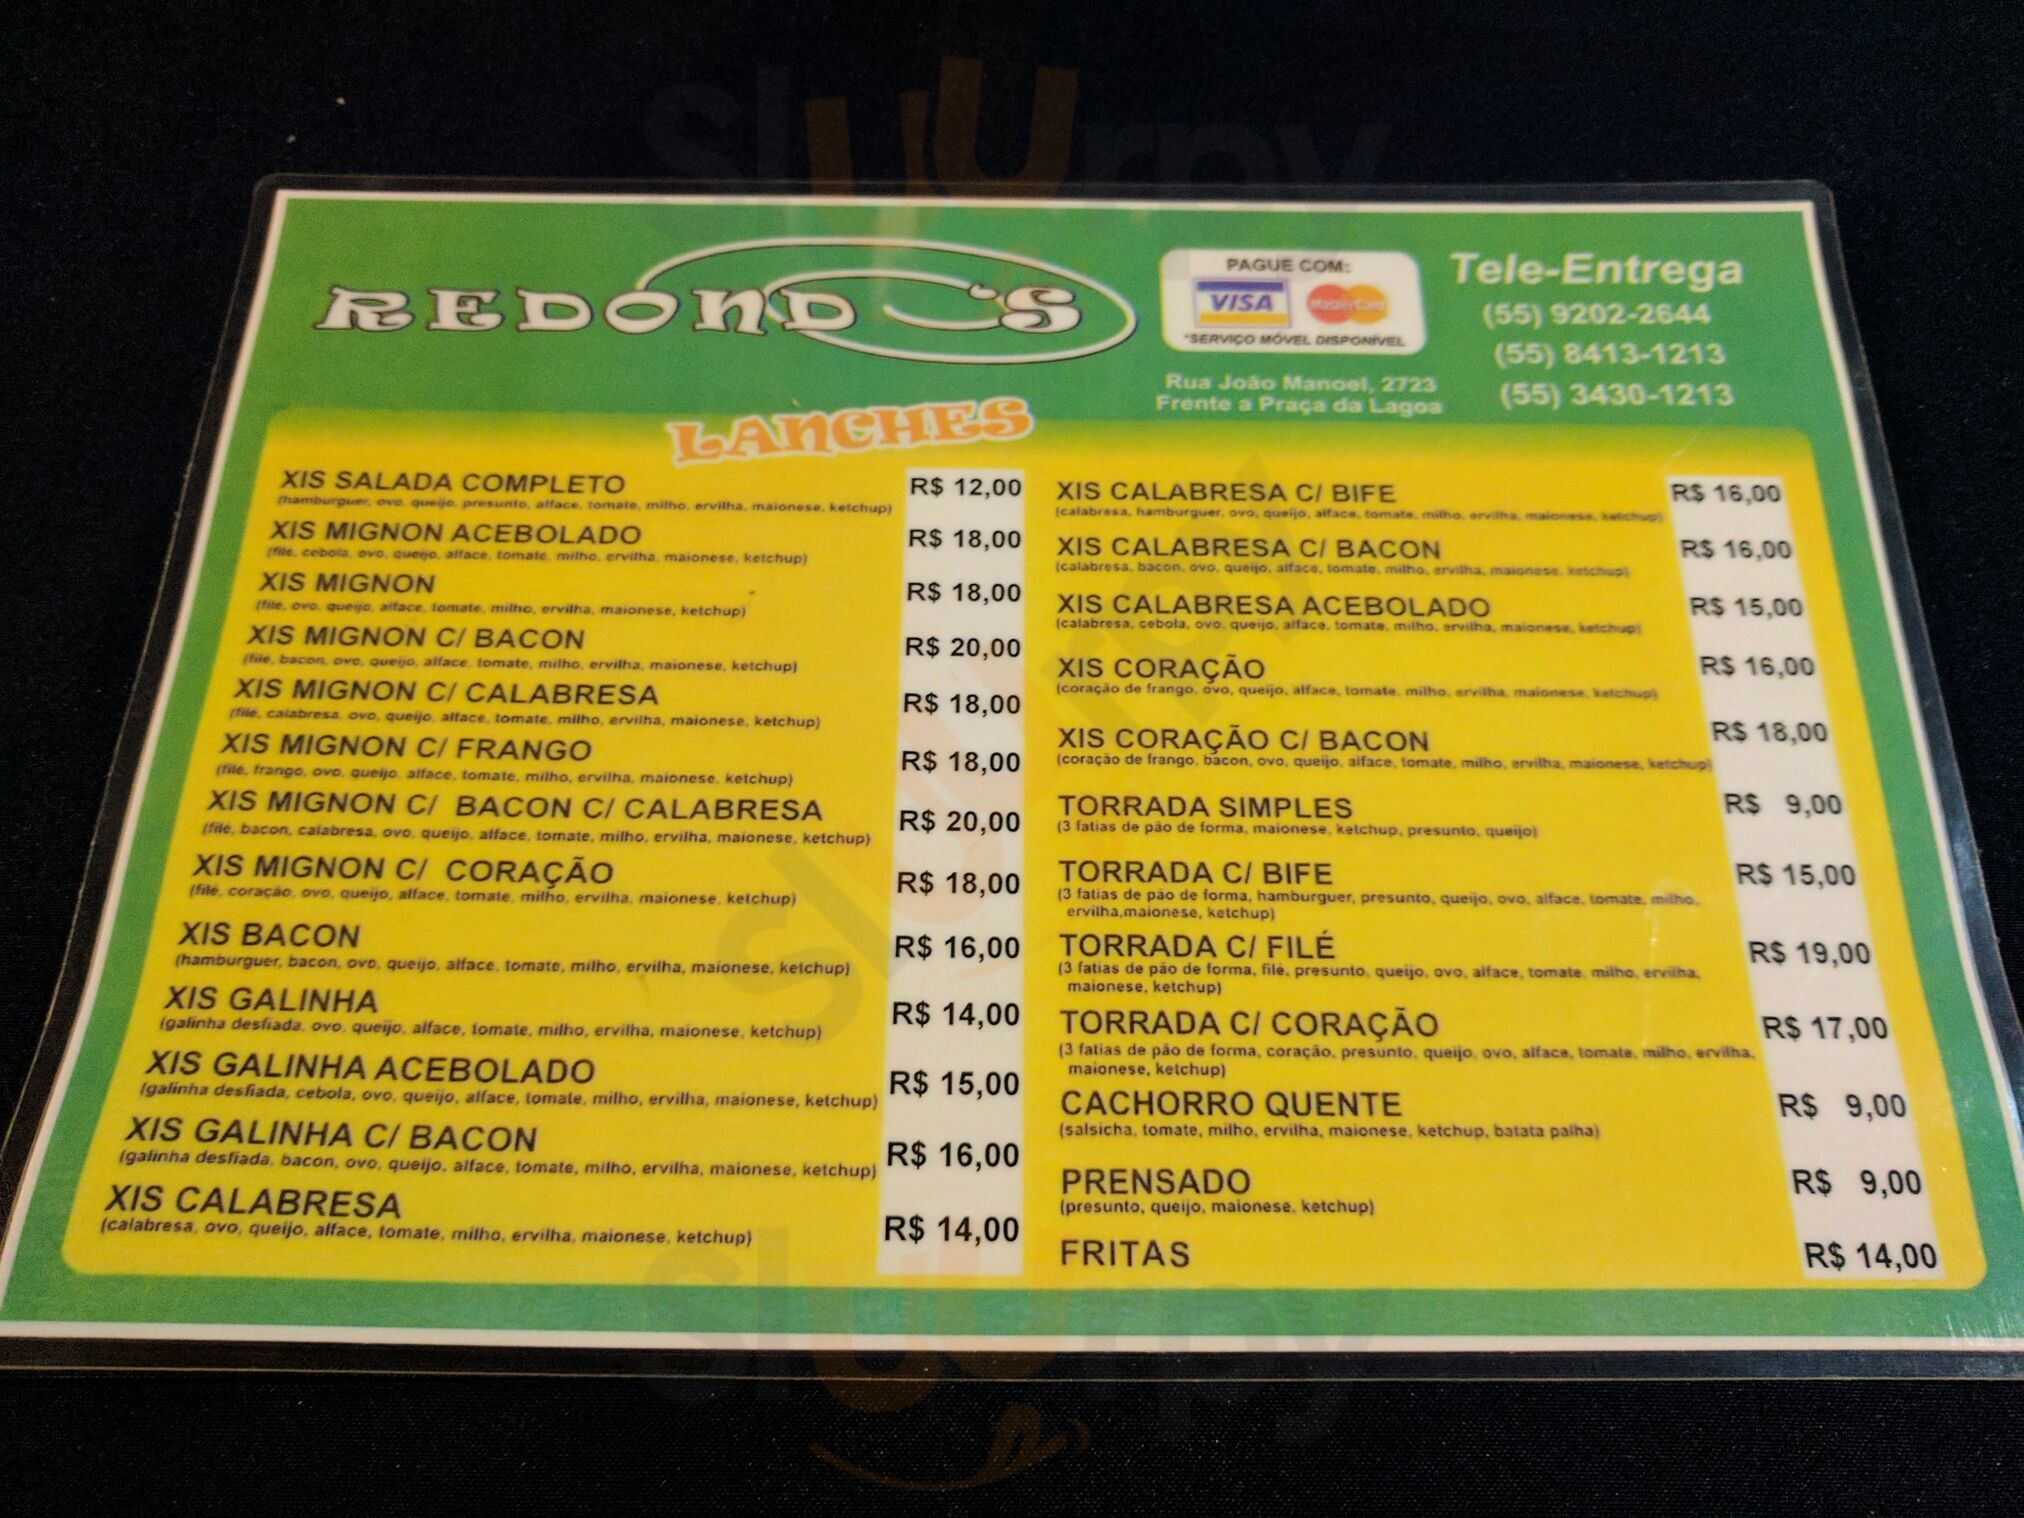 REDOND'S
PAGUE COM:
VISA
MasterCard
*SERVIÇO MÓVEL DISPONÍVEL
Rua João Manoel, 2723
Frente a Praça da Lagoa
Tele-Entrega
(55) 9202-2644
(55) 8413-1213
(55) 3430-1213
LANCHES
XIS SALADA COMPLETO R$ 12,00
(hamburguer, ovo, queijo, presunto, alface, tomate, milho, ervilha, maionese, ketchup)
XIS MIGNON ACEBOLADO R$ 18,00
(filé, cebola, ovo, queijo, alface, tomate, milho, ervilha, maionese, ketchup)
XIS MIGNON R$ 18,00
(filé, ovo, queijo, alface, tomate, milho, ervilha, maionese, ketchup)
XIS MIGNON C/ BACON R$ 20,00
(filé, bacon, ovo, queijo, alface, tomate, milho, ervilha, maionese, ketchup)
XIS MIGNON C/ CALABRESA R$ 18,00
(filé, calabresa, ovo, queijo, alface, tomate, milho, ervilha, maionese, ketchup)
XIS MIGNON C/ FRANGO R$ 18,00
(filé, frango, ovo, queijo, alface, tomate, milho, ervilha, maionese, ketchup)
XIS MIGNON C/ BACON C/ CALABRESA R$ 20,00
(filé, bacon, calabresa, ovo, queijo, alface, tomate, milho, ervilha, maionese, ketchup)
XIS MIGNON C/ CORAÇÃO R$ 18,00
(filé, coração, ovo, queijo, alface, tomate, milho, ervilha, maionese, ketchup)
XIS BACON R$ 16,00
(hamburguer, bacon, ovo, queijo, alface, tomate, milho, ervilha, maionese, ketchup)
XIS GALINHA R$ 14,00
(galinha desfiada, ovo, queijo, alface, tomate, milho, ervilha, maionese, ketchup)
XIS GALINHA ACEBOLADO R$ 15,00
(galinha desfiada, cebola, ovo, queijo, alface, tomate, milho, ervilha, maionese, ketchup)
XIS GALINHA C/ BACON R$ 16,00
(galinha desfiada, bacon, ovo, queijo, alface, tomate, milho, ervilha, maionese, ketchup)
XIS CALABRESA R$ 14,00
(calabresa, ovo, queijo, alface, tomate, milho, ervilha, maionese, ketchup)
XIS CALABRESA C/ BIFE R$ 16,00
(calabresa, hamburguer, ovo, queijo, alface, tomate, milho, ervilha, maionese, ketchup)
XIS CALABRESA C/ BACON R$ 16,00
(calabresa, bacon, ovo, queijo, alface, tomate, milho, ervilha, maionese, ketchup)
XIS CALABRESA ACEBOLADO R$ 15,00
(calabresa, cebola, ovo, queijo, alface, tomate, milho, ervilha, maionese, ketchup)
XIS CORAÇÃO R$ 16,00
(coração de frango, ovo, queijo, alface, tomate, milho, ervilha, maionese, ketchup)
XIS CORAÇÃO C/ BACON R$ 18,00
(coração de frango, bacon, ovo, queijo, alface, tomate, milho, ervilha, maionese, ketchup)
TORRADA SIMPLES R$ 9,00
(3 fatias de pão de forma, maionese, ketchup, presunto, queijo)
TORRADA C/ BIFE R$ 15,00
(3 fatias de pão de forma, hamburguer, presunto, queijo, ovo, alface, tomate, milho,
ervilha,maionese, ketchup)
TORRADA C/ FILÉ R$ 19,00
(3 fatias de pão de forma, filé, presunto, queijo, ovo, alface, tomate, milho, ervilha,
maionese, ketchup)
TORRADA C/ CORAÇÃO R$ 17,00
(3 fatias de pão de forma, coração, presunto, queijo, ovo, alface, tomate, milho, ervilha,
maionese, ketchup)
CACHORRO QUENTE R$ 9,00
(salsicha, tomate, milho, ervilha, maionese, ketchup, batata palha)
PRENSADO R$ 9,00
(presunto, queijo, maionese, ketchup)
FRITAS R$ 14,00
sluurpy
sluurpy
sluurpy